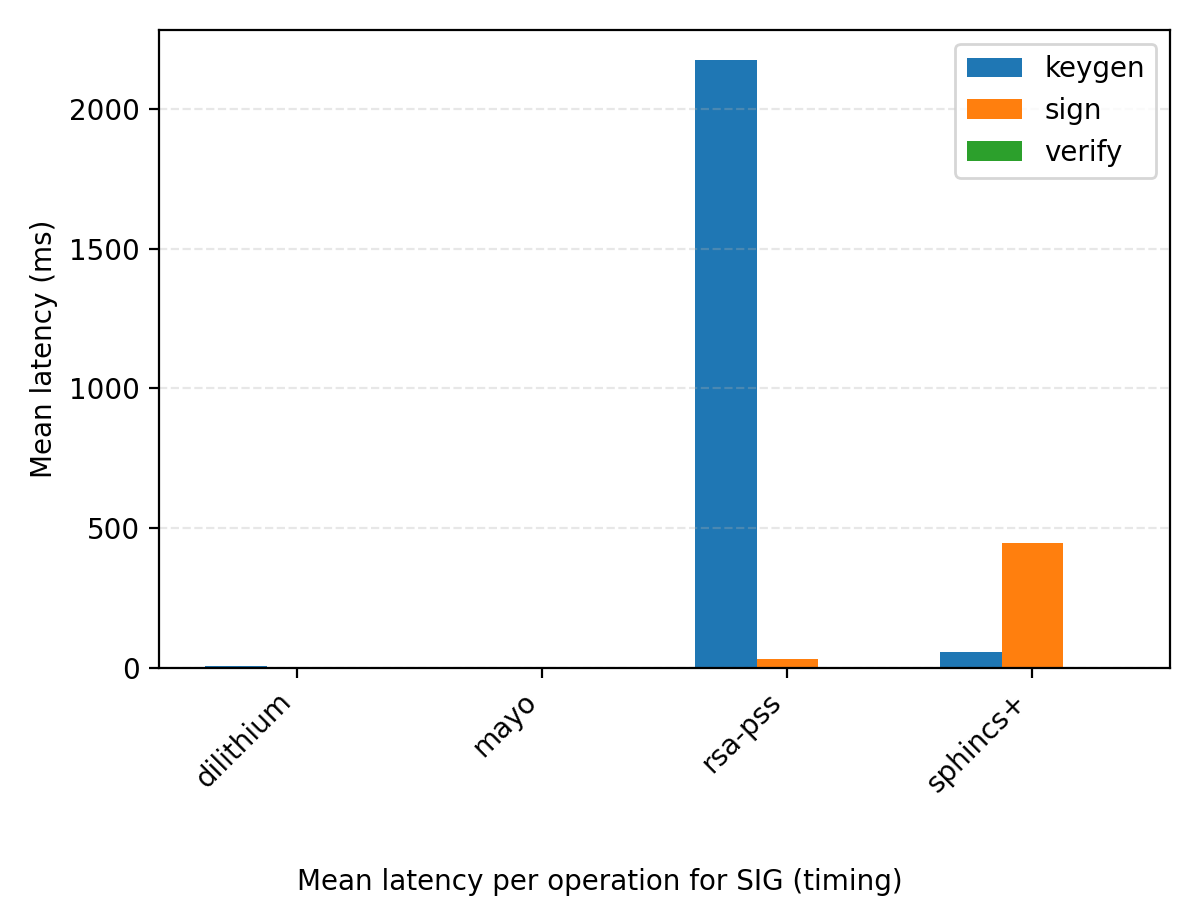 keygen
sign
verify
Mean latency (ms)
2000
1500
1000
500
0
dilithium
mayo
rsa-pss
sphincs+
Mean latency per operation for SIG (timing)